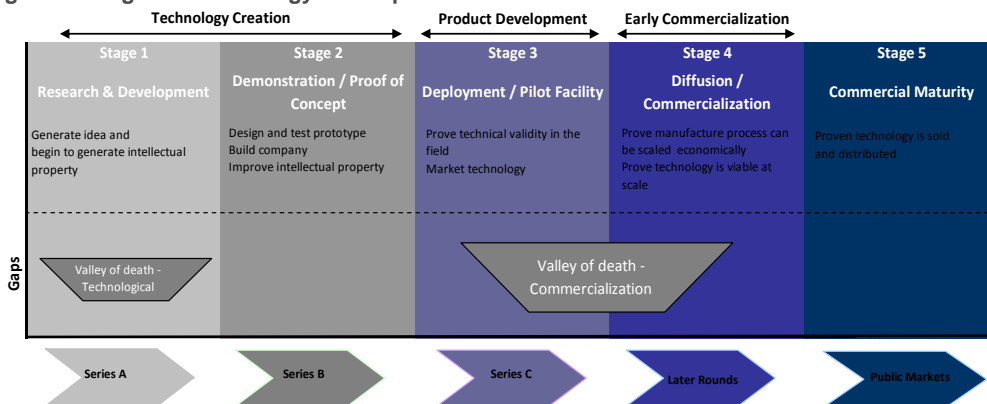 Technology Creation
Product Development
Early Commercialization
Stage 1
Research & Development
Generate idea and
begin to generate intellectual
property
Stage 2
Demonstration / Proof of
Concept
Design and test prototype
Build company
Improve intellectual property
Stage 3
Deployment / Pilot Facility
Prove technical validity in the
field
Market technology
Stage 4
Diffusion /
Commercialization
Prove manufacture process can
be scaled economically
Prove technology is viable at
scale
Stage 5
Commercial Maturity
Proven technology is sold
and distributed
Gaps
Valley of death -
Technological
Valley of death -
Commercialization
Series A
Series B
Series C
Later Rounds
Public Markets